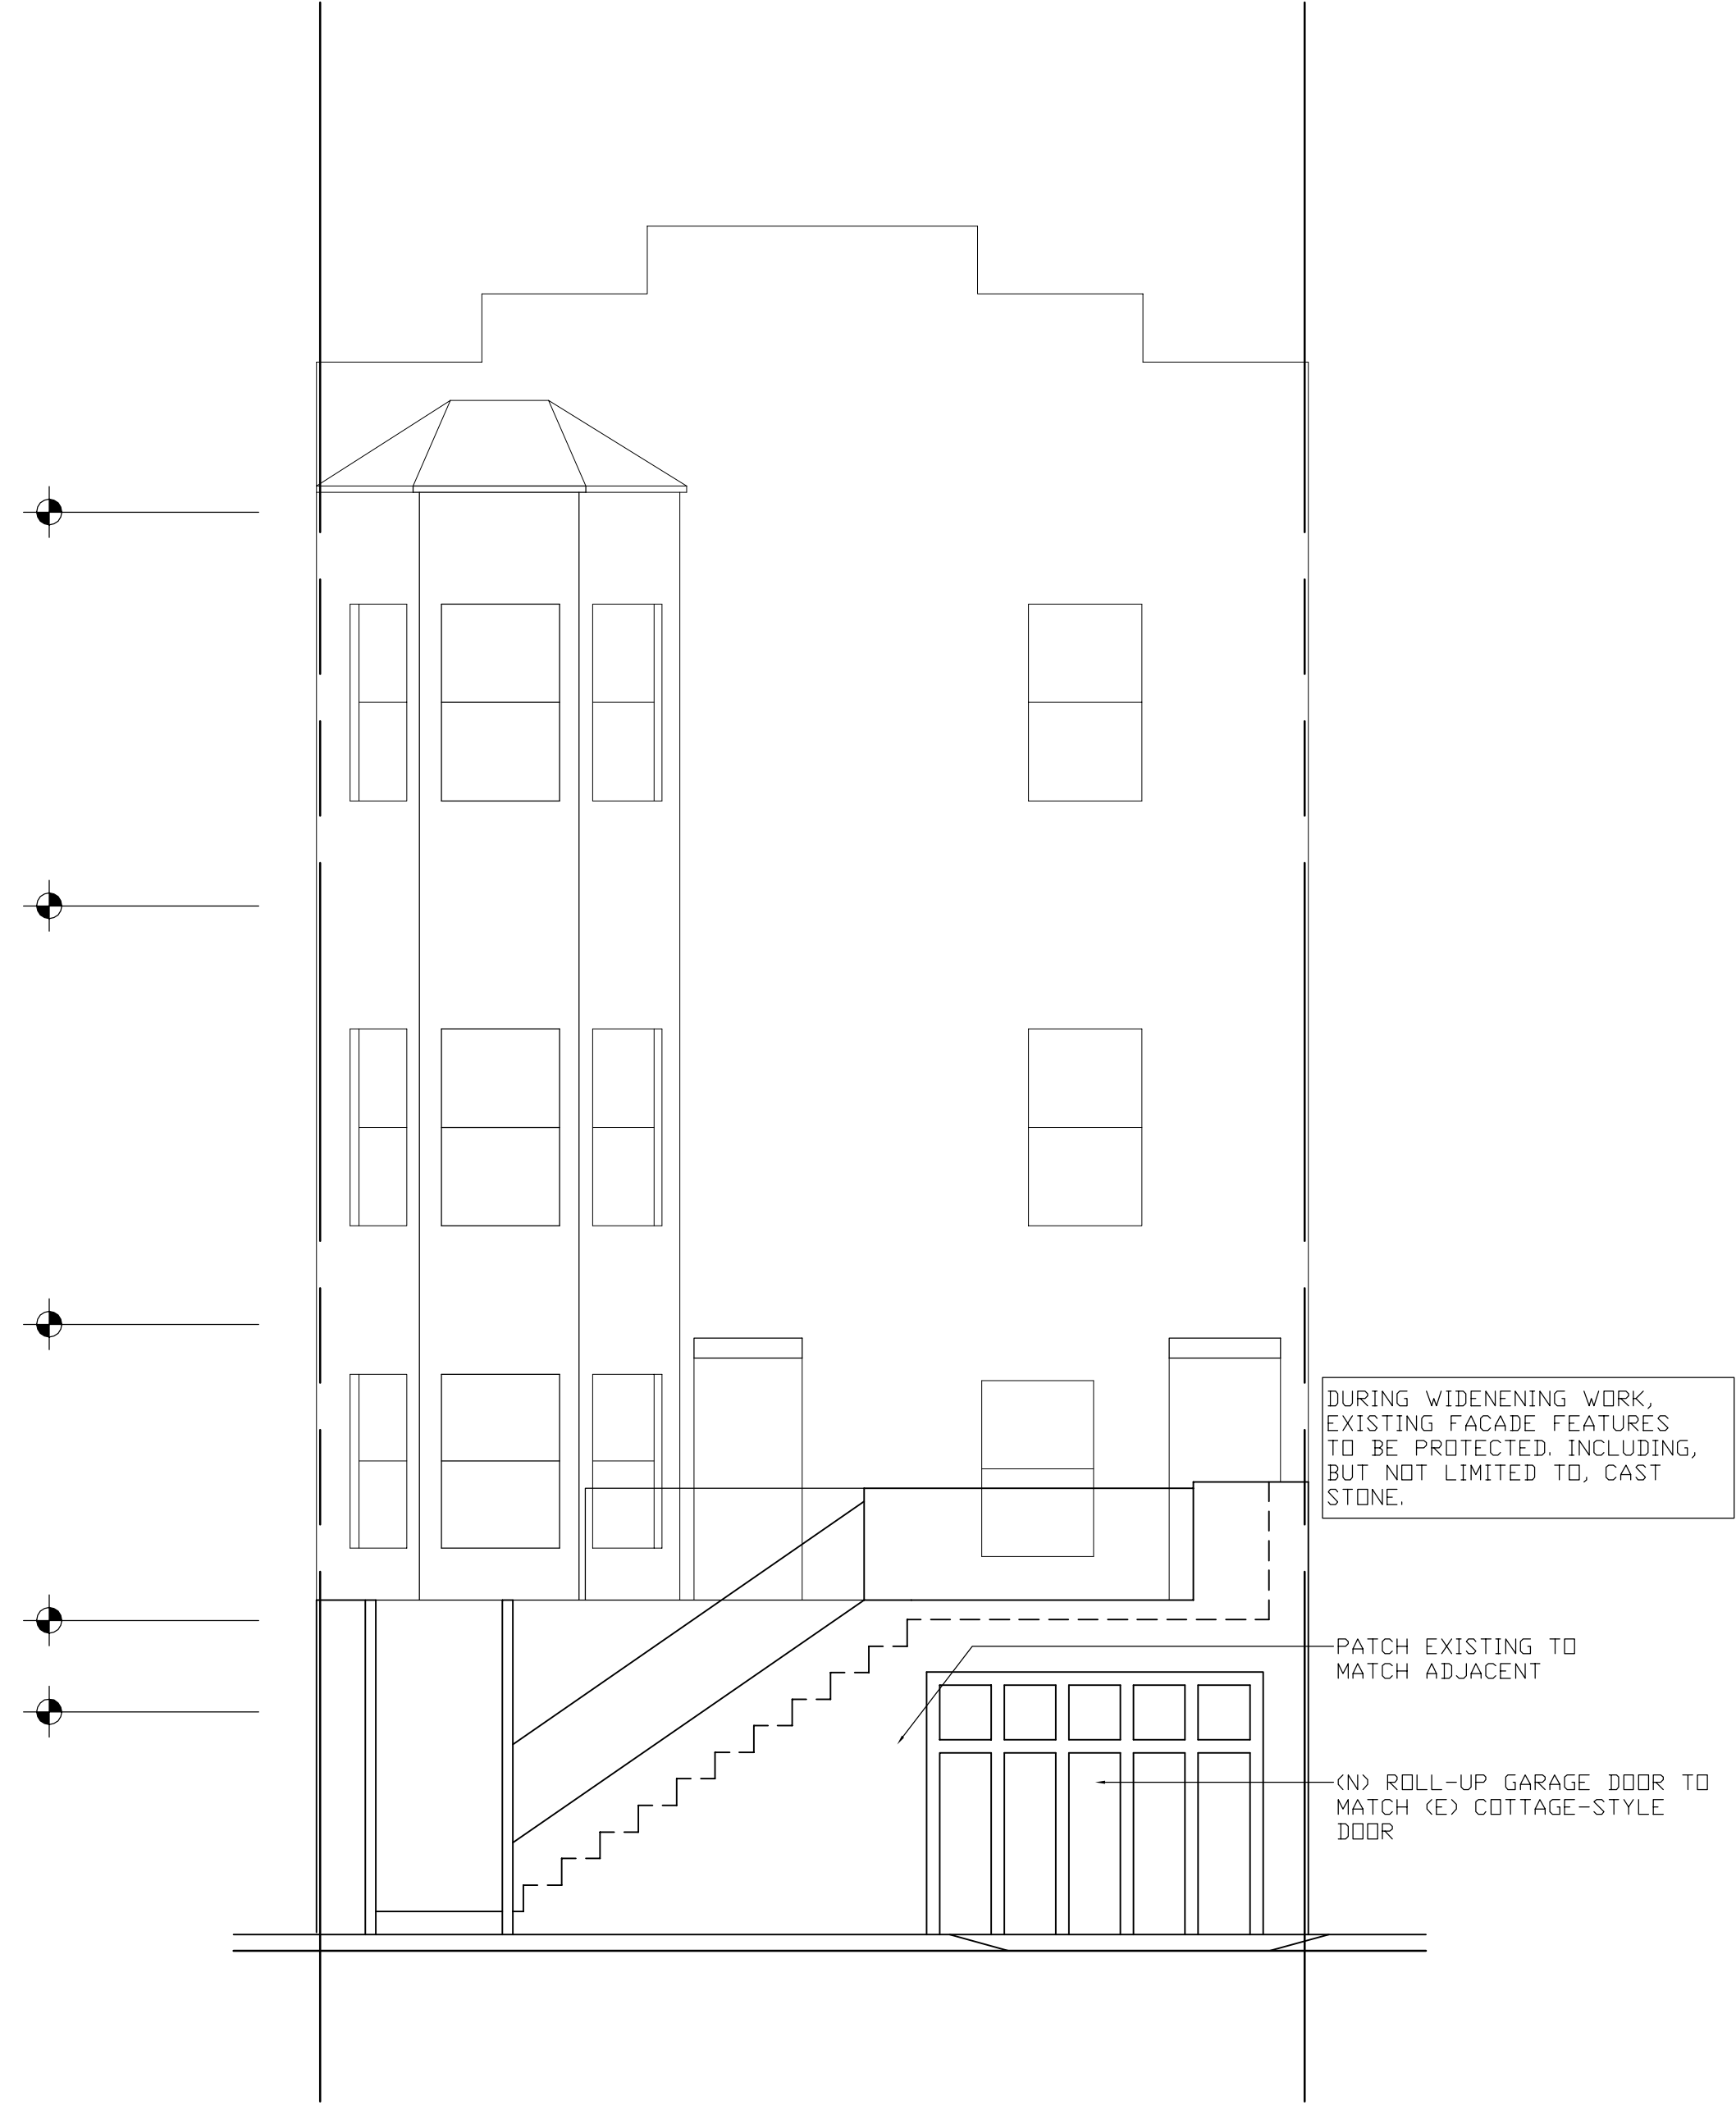 DURING WIDENENING WORK,
EXISTING FACADE FEATURES
TO BE PROTECTED. INCLUDING,
BUT NOT LIMITED TO, CAST
STONE.
PATCH EXISTING TO
MATCH ADJACENT
(N) ROLL-UP GARAGE DOOR TO
MATCH (E) COTTAGE-STYLE
DOOR